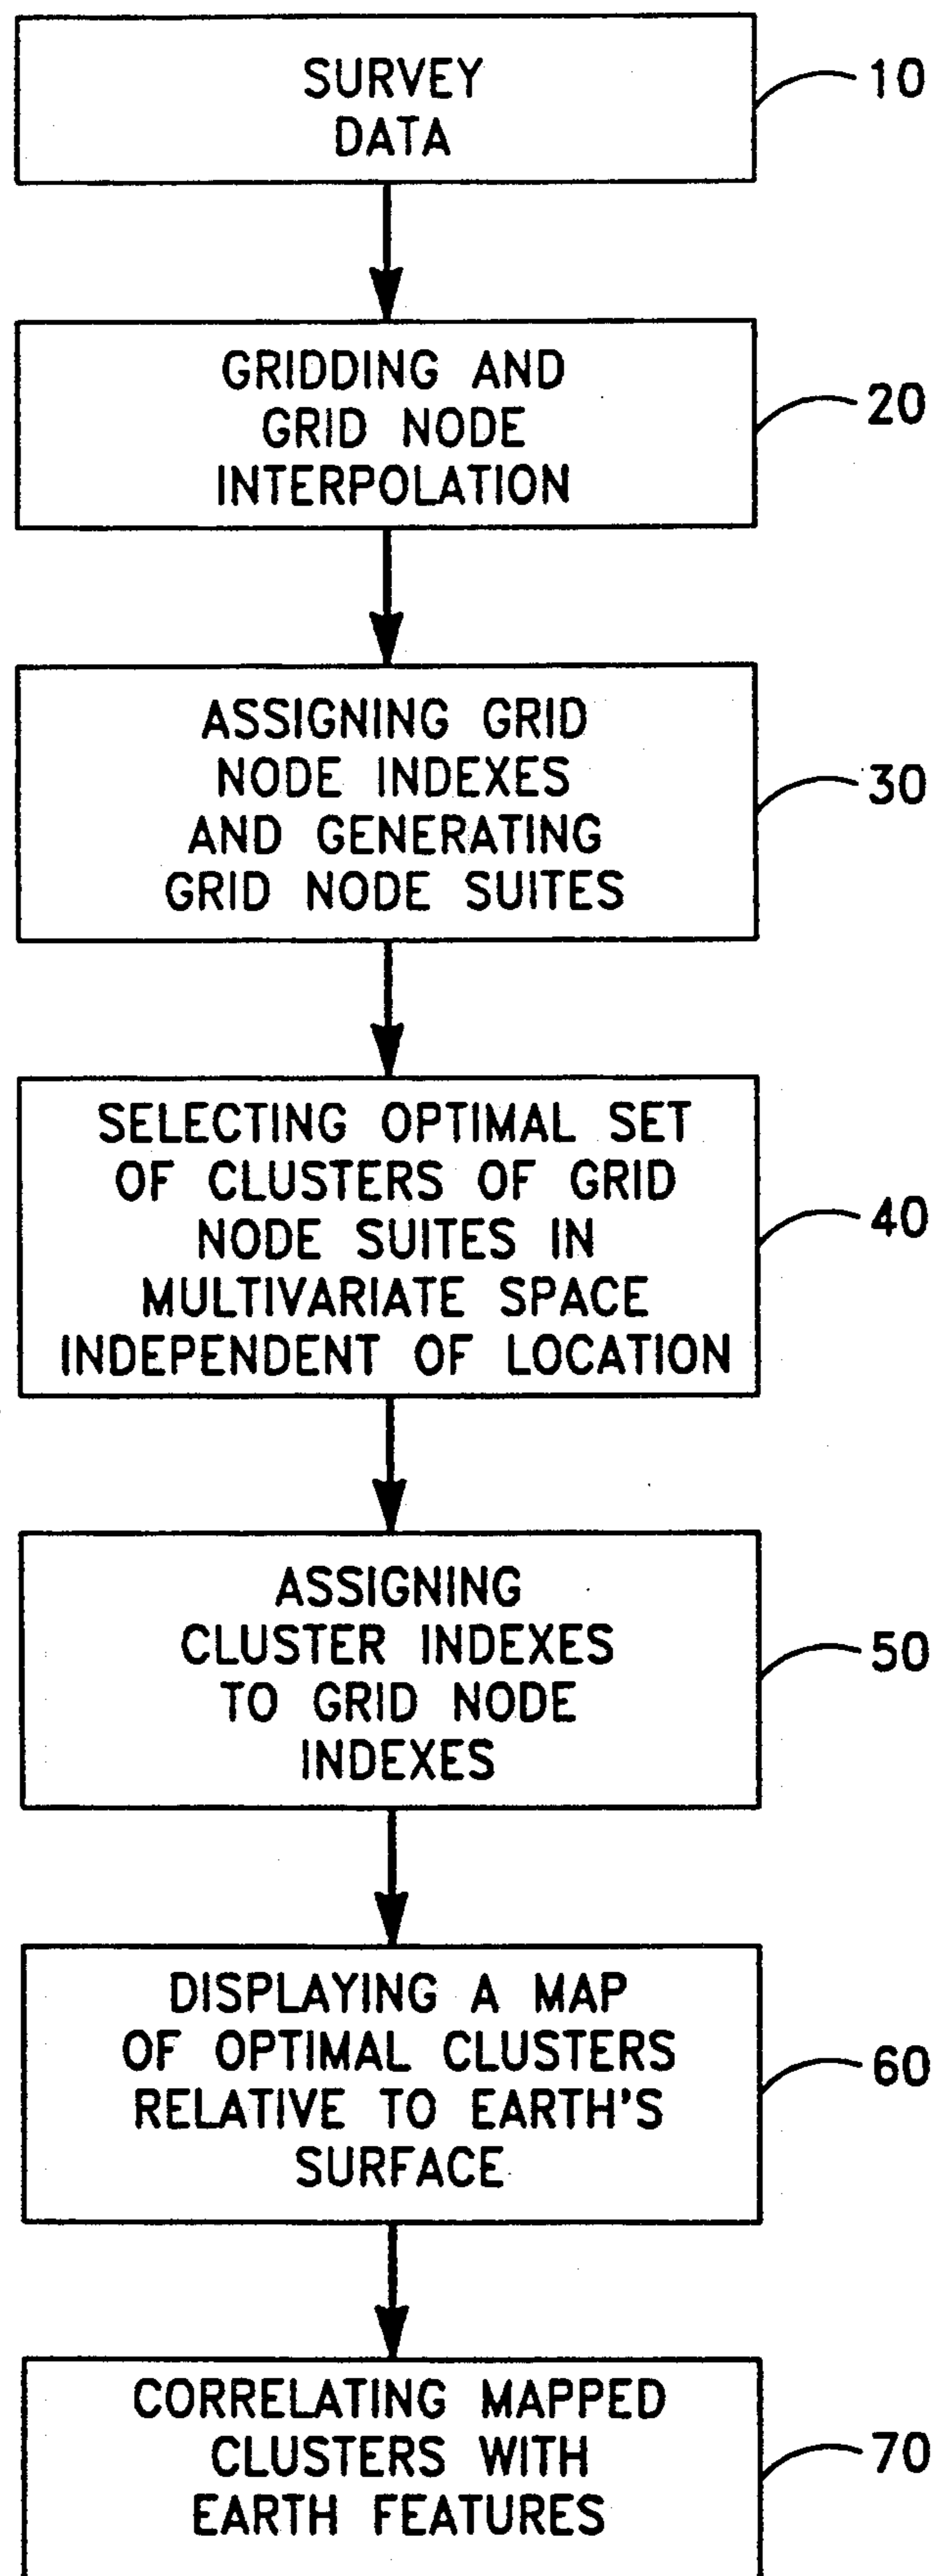 SURVEY
DATA
10
GRIDDING AND
GRID NODE
INTERPOLATION
20
ASSIGNING GRID
NODE INDEXES
AND GENERATING
GRID NODE SUITES
30
SELECTING OPTIMAL SET
OF CLUSTERS OF GRID
NODE SUITES IN
MULTIVARIATE SPACE
INDEPENDENT OF LOCATION
40
ASSIGNING
CLUSTER INDEXES
TO GRID NODE
INDEXES
50
DISPLAYING A MAP
OF OPTIMAL CLUSTERS
RELATIVE TO EARTH'S
SURFACE
60
CORRELATING MAPPED
CLUSTERS WITH
EARTH FEATURES
70